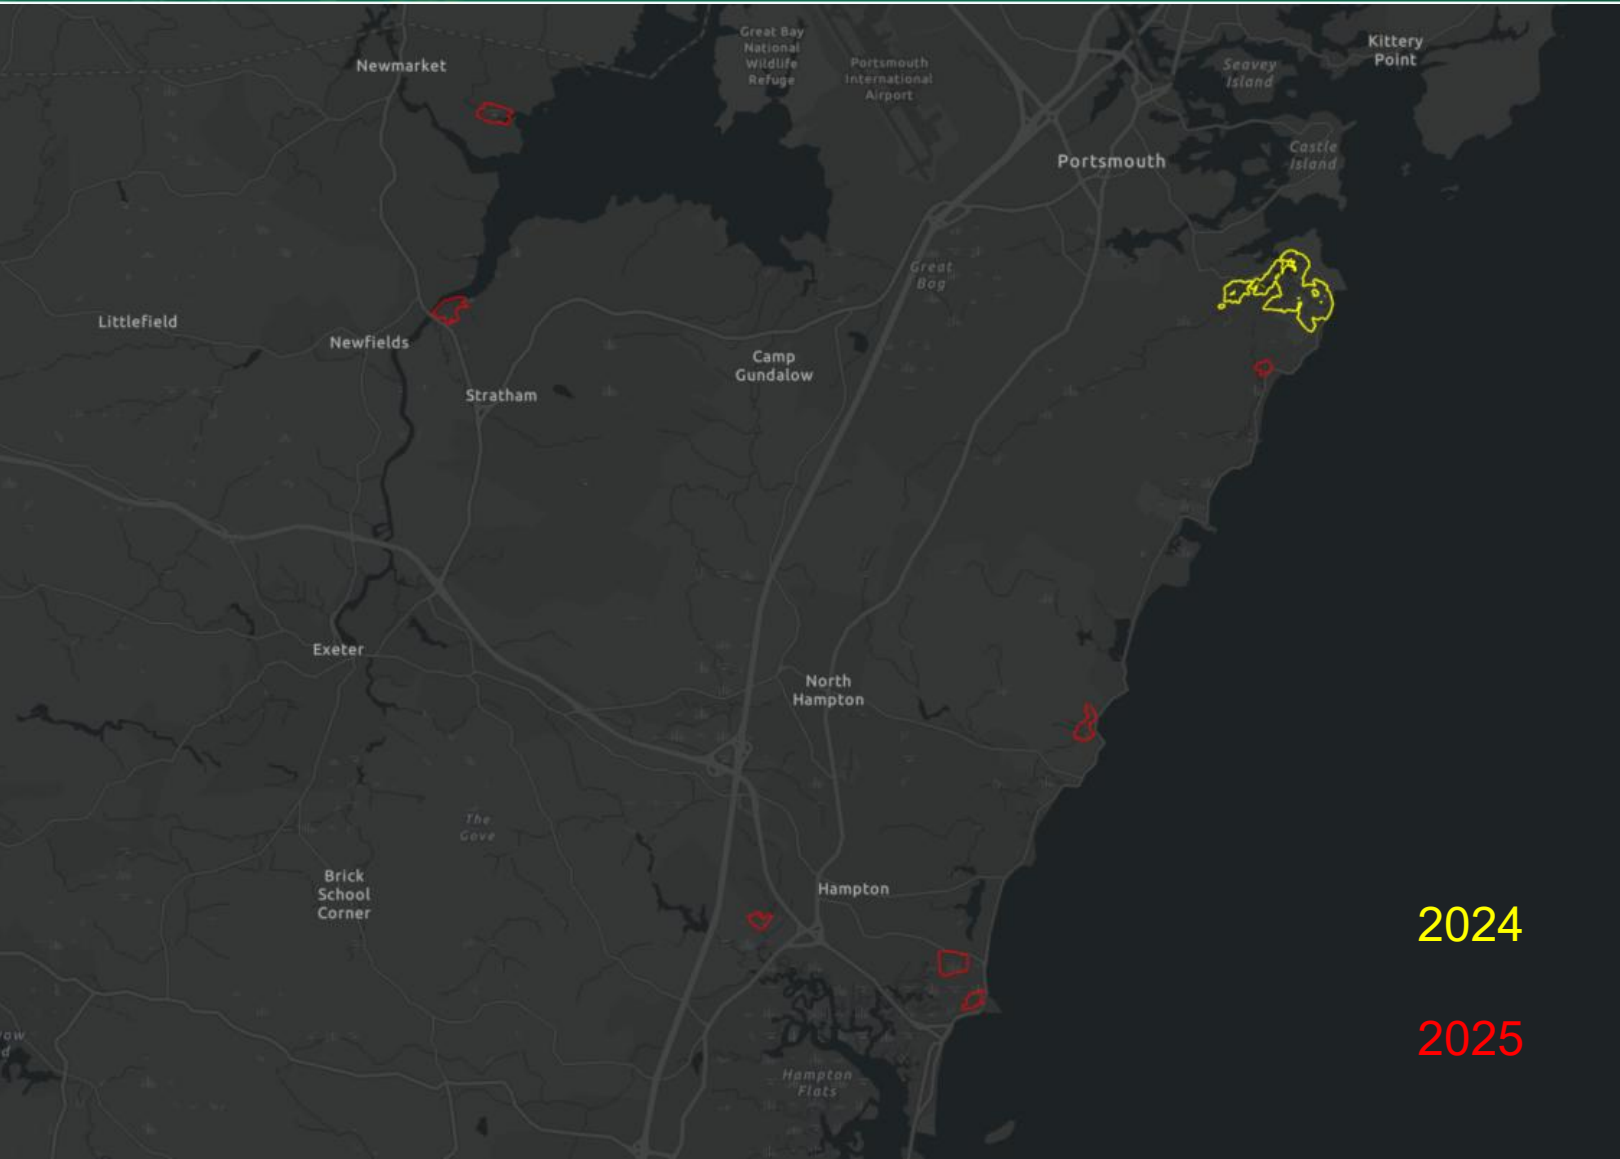 Great Bay
National
Wildlife
Refuge
Portsmouth
International
Airport
Kittery
Point
Seavey
Island
Newmarket
Castle
Island
Portsmouth
Great
Bog
Littlefield
Newfields
Camp
Gundalow
Stratham
Exeter
North
Hampton
The
Cove
Brick
School
Corner
Hampton
2024
2025
Hampton
Flats